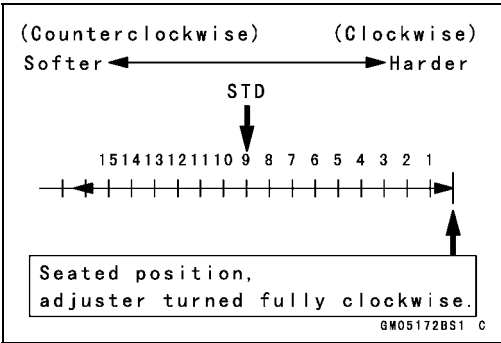 (Counterclockwise) (Clockwise)
Softer Harder
STD
15 14 13 12 11 10 9 8 7 6 5 4 3 2 1
Seated position,
adjuster turned fully clockwise.
GM05172BS1 C